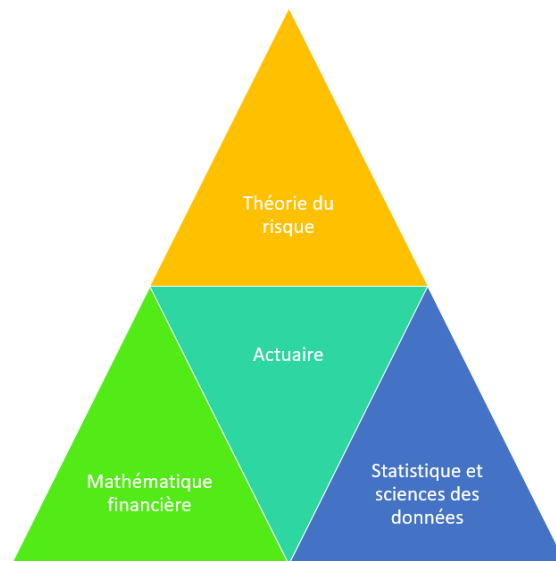 Théorie du
risque
Actuaire
Mathématique
financière
Statistique et
sciences des
données